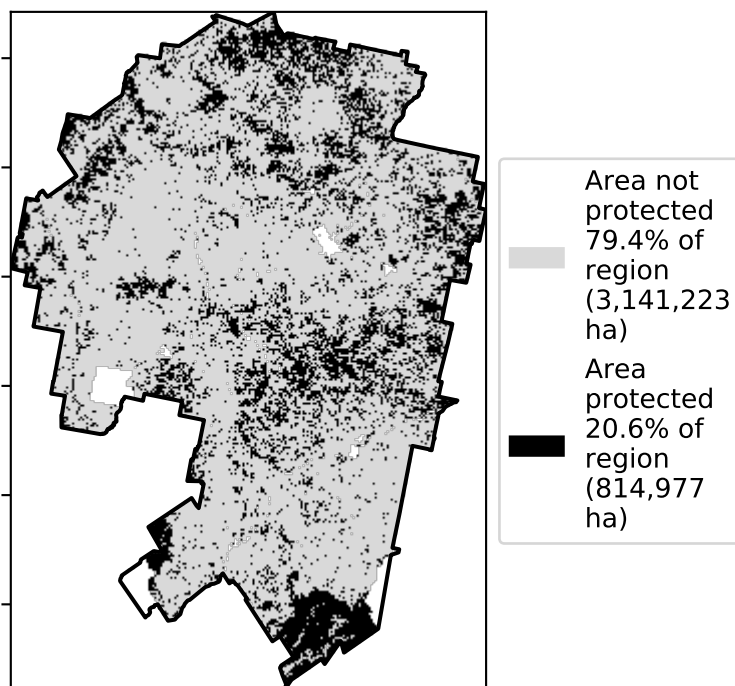 Area not
protected
79.4% of
region
(3,141,223
ha)
Area
protected
20.6% of
region
(814,977
ha)